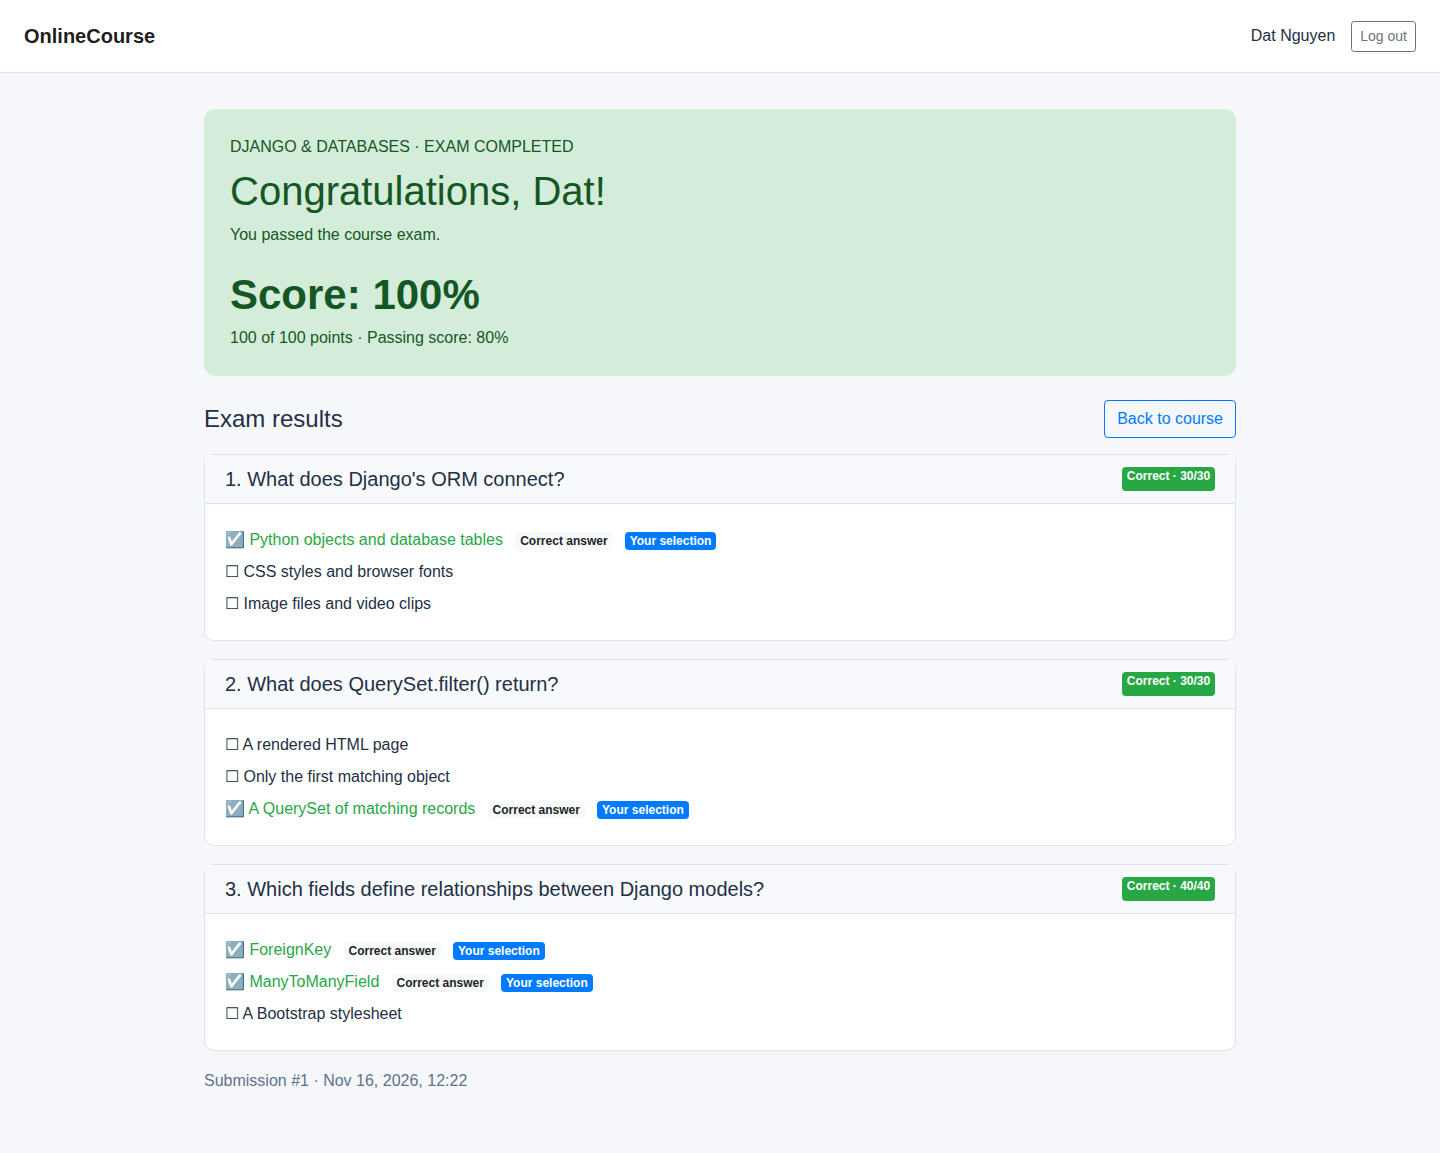 OnlineCourse
Dat Nguyen
Log out
DJANGO & DATABASES · EXAM COMPLETED
Congratulations, Dat!
You passed the course exam.
Score: 100%
100 of 100 points · Passing score: 80%
Exam results
Back to course
1. What does Django's ORM connect?
Correct · 30/30
☑ Python objects and database tables Correct answer Your selection
☐ CSS styles and browser fonts
☐ Image files and video clips
2. What does QuerySet.filter() return?
Correct · 30/30
☐ A rendered HTML page
☐ Only the first matching object
☑ A QuerySet of matching records Correct answer Your selection
3. Which fields define relationships between Django models?
Correct · 40/40
☑ ForeignKey Correct answer Your selection
☑ ManyToManyField Correct answer Your selection
☐ A Bootstrap stylesheet
Submission #1 · Nov 16, 2026, 12:22